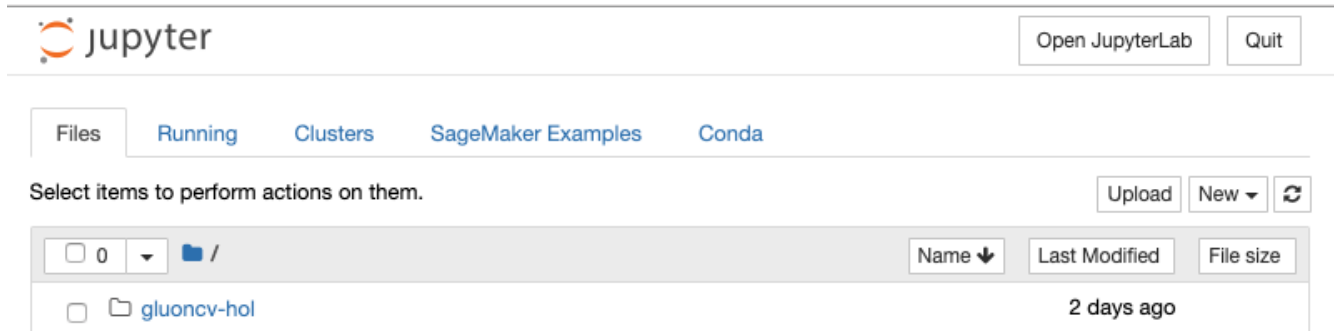 jupyter
Open JupyterLab Quit
Files Running Clusters SageMaker Examples Conda
Select items to perform actions on them.
Upload New
0 / Name Last Modified File size
gluoncv-hol 2 days ago